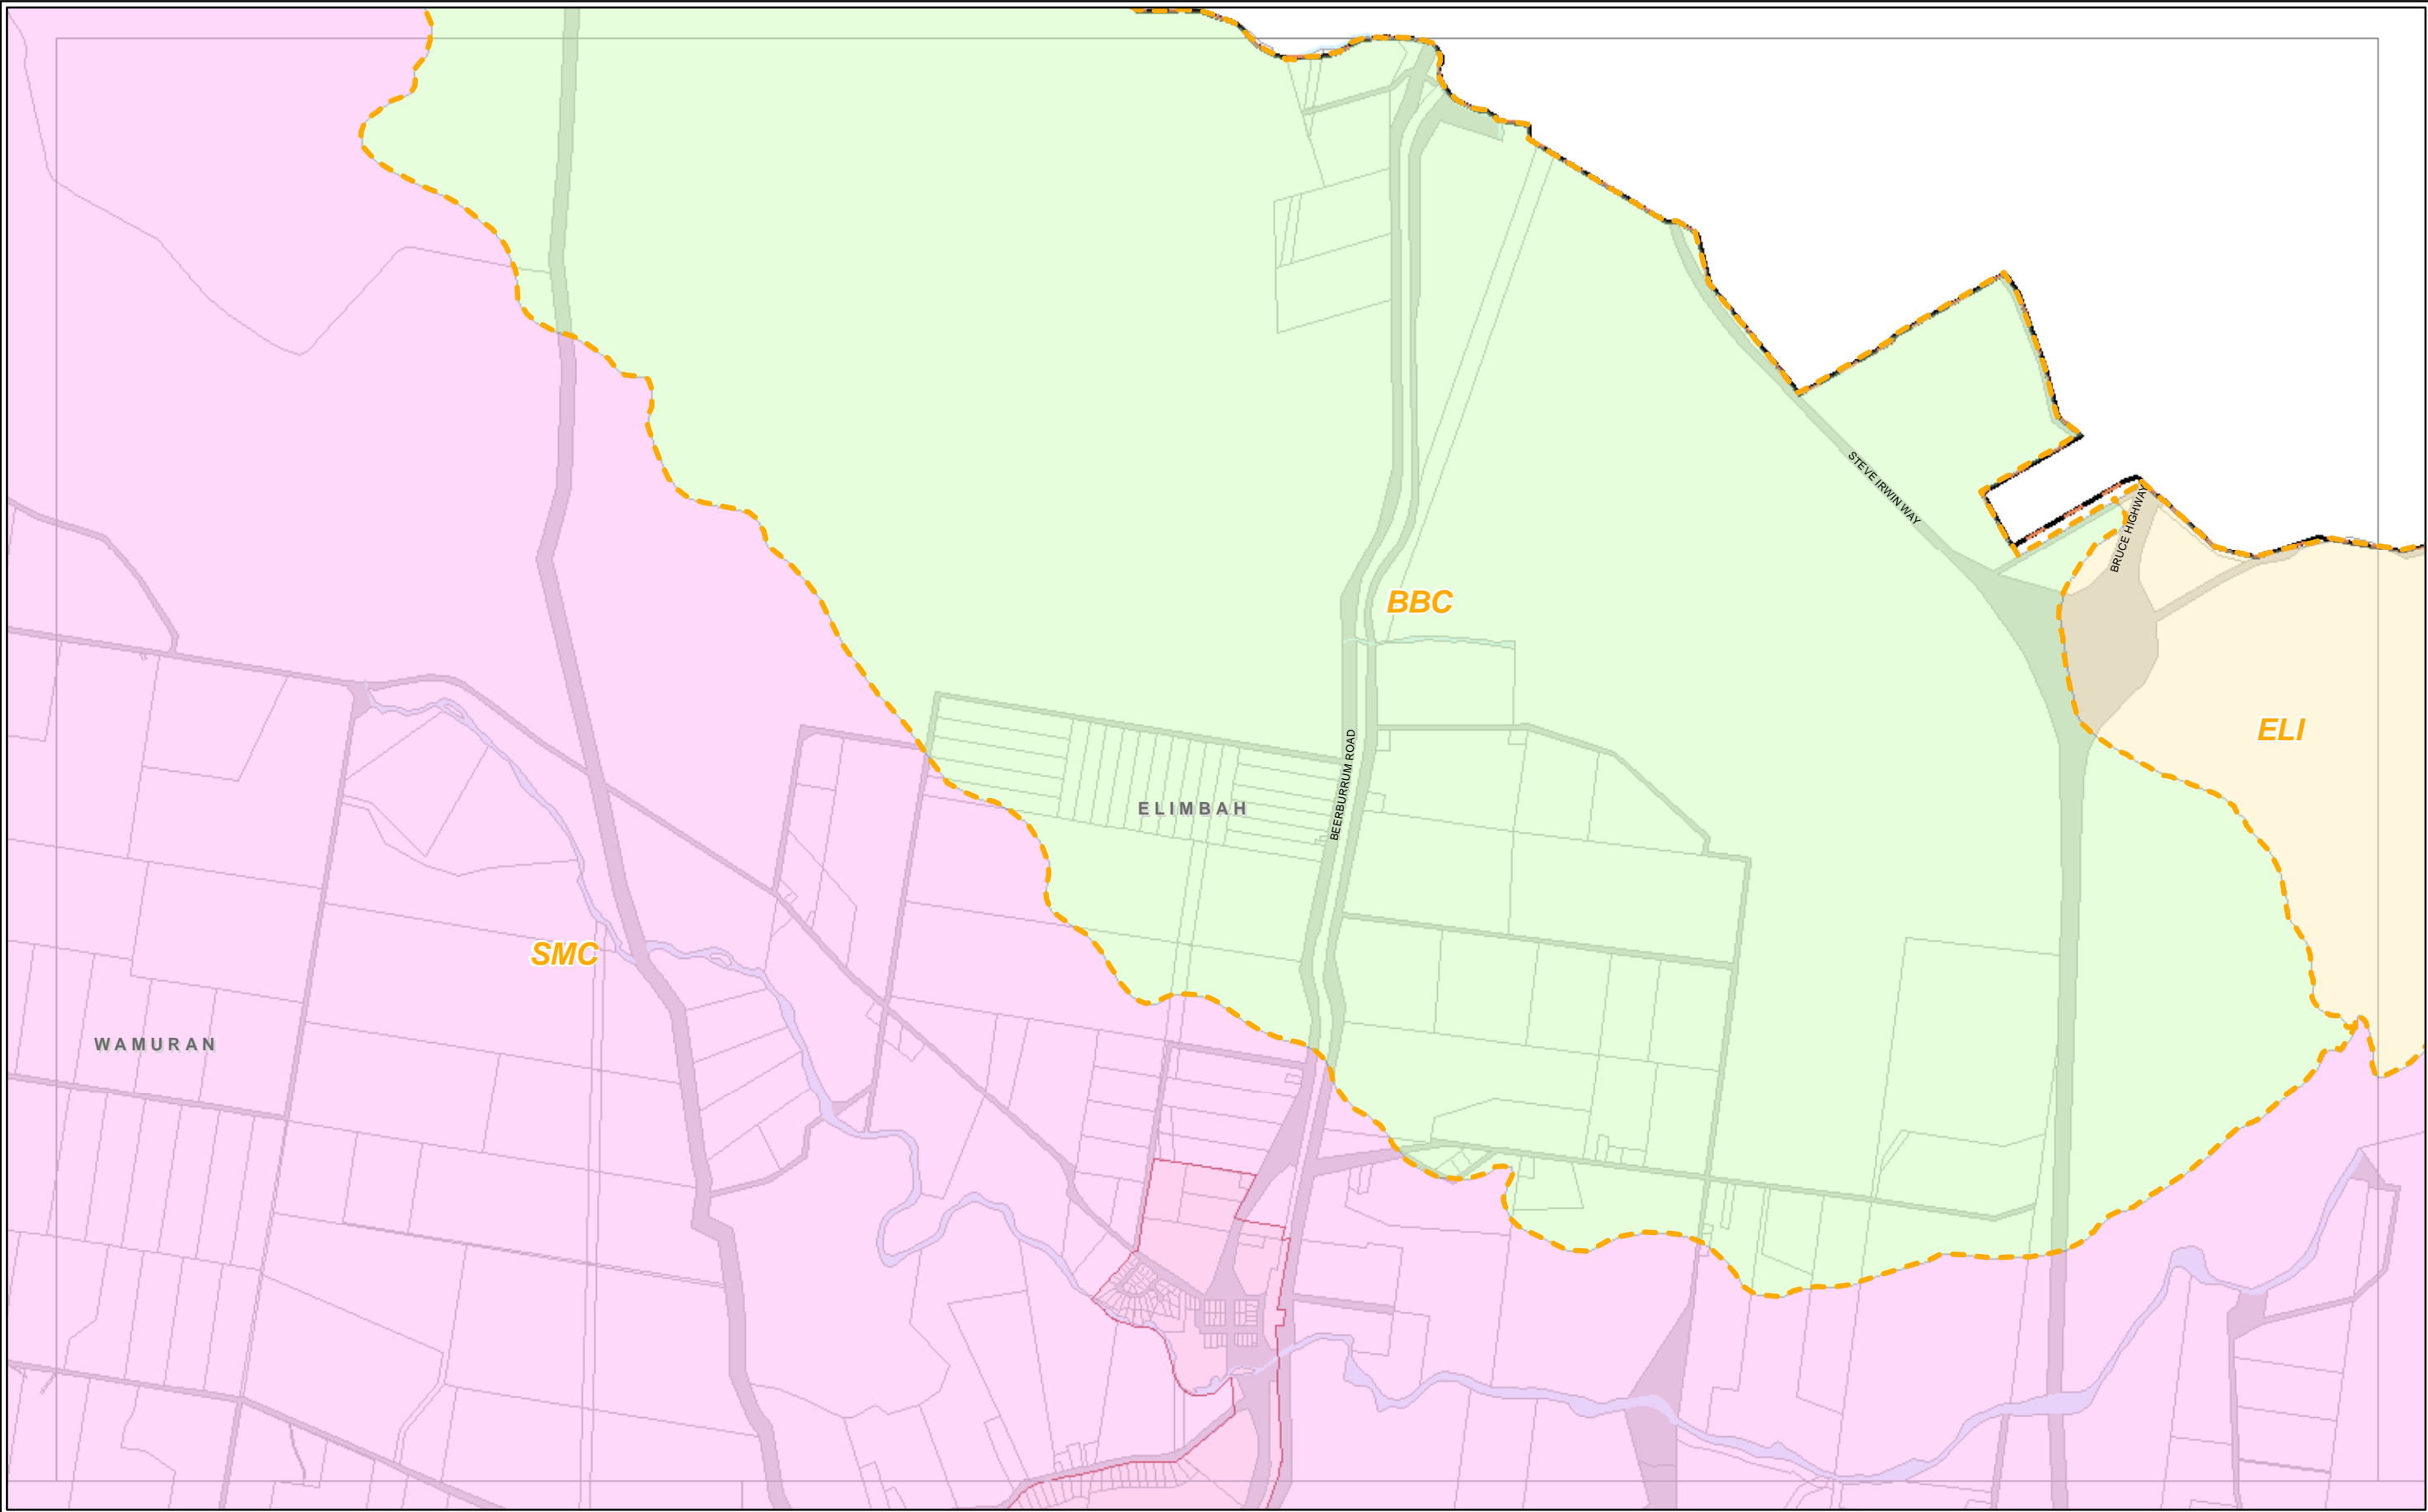 STEVE IRWIN WAY
BRUCE HIGHWAY
BBC
ELI
BEERBURRUM ROAD
ELIMBAH
SMC
WAMURAN